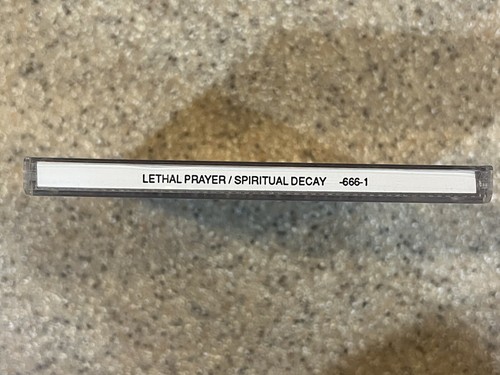 LETHAL PRAYER / SPIRITUAL DECAY -666-1